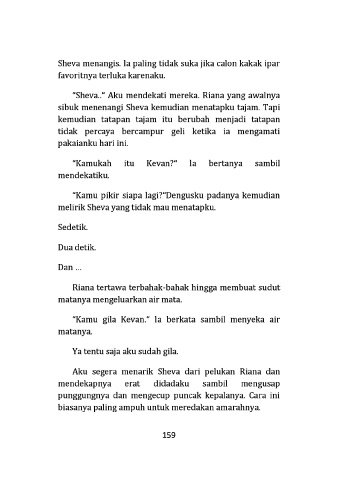 Sheva menangis. Ia paling tidak suka jika calon kakak ipar
favoritnya terluka karenaku.
"Sheva.." Aku mendekati mereka. Riana yang awalnya
sibuk menenangi Sheva kemudian menatapku tajam. Tapi
kemudian tatapan tajam itu berubah menjadi tatapan
tidak percaya bercampur geli ketika ia mengamati
pakaianku hari ini.
"Kamukah itu Kevan?" Ia bertanya sambil
mendekatiku.
"Kamu pikir siapa lagi?"Dengusku padanya kemudian
melirik Sheva yang tidak mau menatapku.
Sedetik.
Dua detik.
Dan ...
Riana tertawa terbahak-bahak hingga membuat sudut
matanya mengeluarkan air mata.
"Kamu gila Kevan." Ia berkata sambil menyeka air
matanya.
Ya tentu saja aku sudah gila.
Aku segera menarik Sheva dari pelukan Riana dan
mendekapnya erat didadaku sambil mengusap
punggungnya dan mengecup puncak kepalanya. Cara ini
biasanya paling ampuh untuk meredakan amarahnya.
159